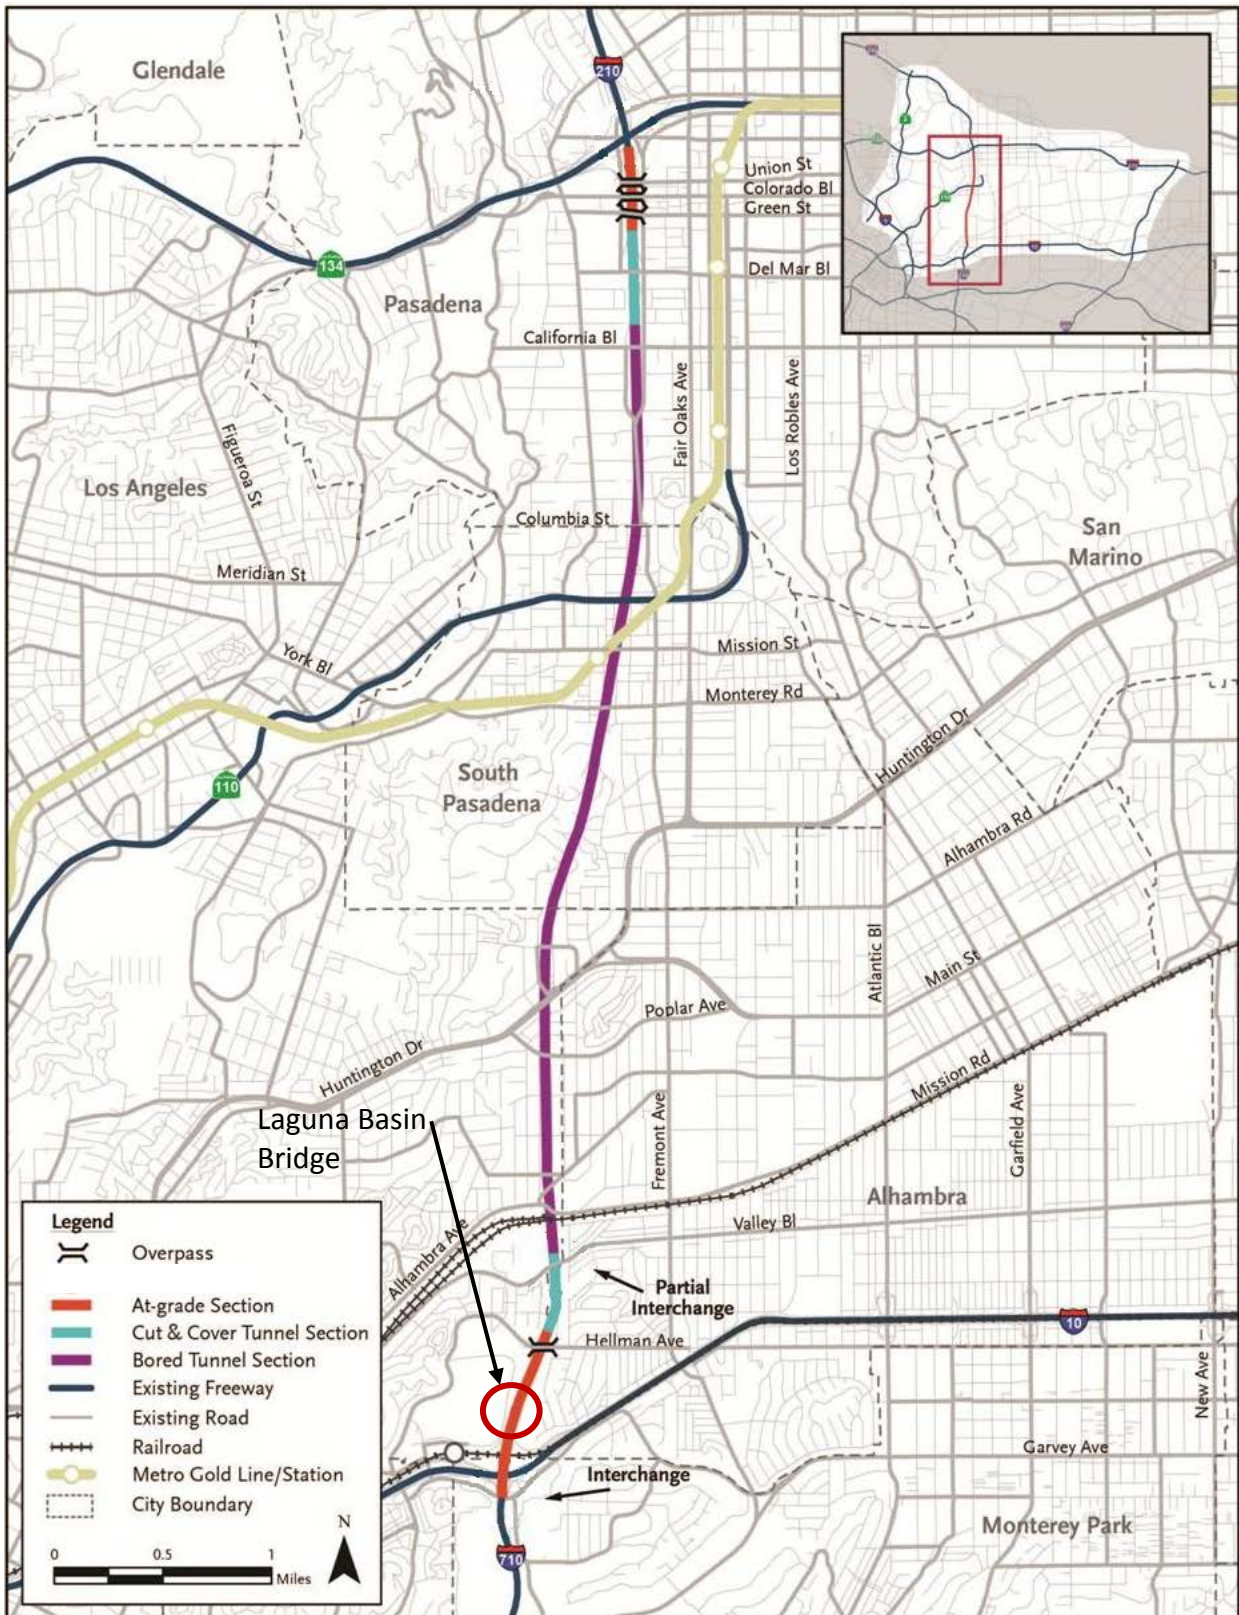 Glendale
210
Union St
Colorado Bl
Green St
134
Del Mar Bl
Pasadena
California Bl
Fair Oaks Ave
Los Robles Ave
Figueroa St
Los Angeles
Columbia St
San
Marino
Meridian St
Mission St
York Bl
Monterey Rd
Huntington Dr
South
Pasadena
110
Alhambra Rd
Atlantic Bl
Main St
Poplar Ave
Huntington Dr
Mission Rd
Laguna Basin
Bridge
Fremont Ave
Garfield Ave
Alhambra
Valley Bl
Alhambra Ave
Partial
Interchange
10
Hellman Ave
New Ave
Garvey Ave
Interchange
Monterey Park
710
Legend
Overpass
At-grade Section
Cut & Cover Tunnel Section
Bored Tunnel Section
Existing Freeway
Existing Road
Railroad
Metro Gold Line/Station
City Boundary
N
0 0.5 1
Miles